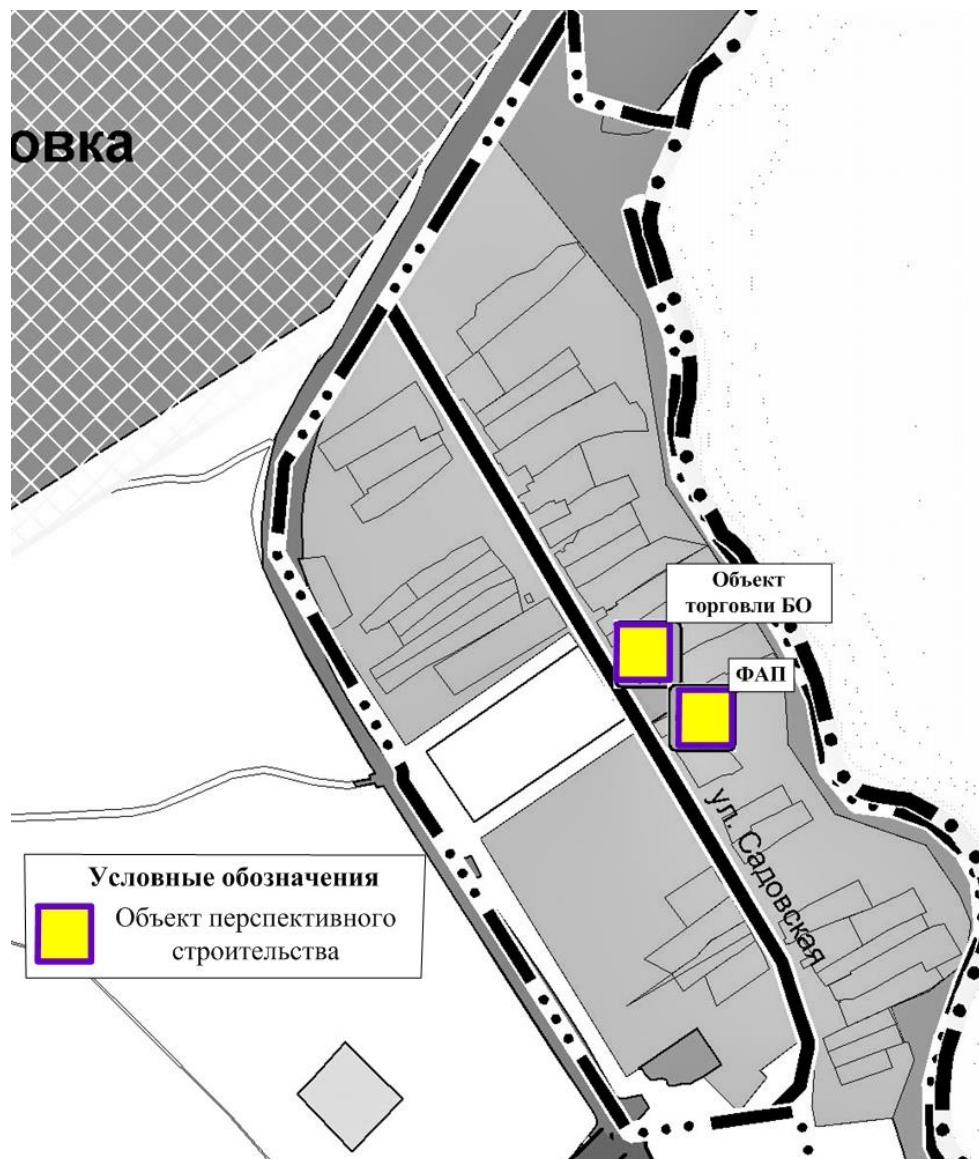 овка
Объект
торговли БО
ФАП
ул. Садовская
Условные обозначения
Объект перспективного
строительства